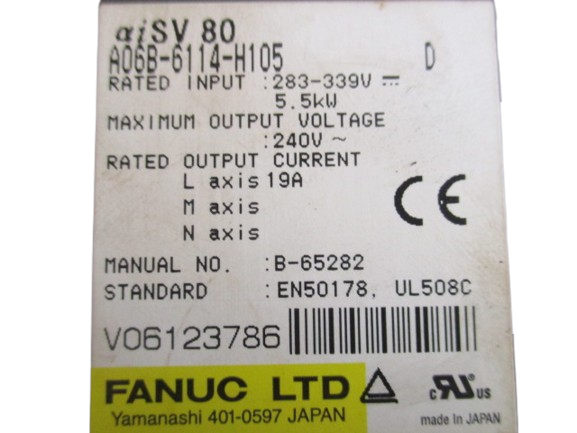 αiSV 80
A06B-6114-H105 D
RATED INPUT : 283-339V ⎓
5.5kW
MAXIMUM OUTPUT VOLTAGE
: 240V ~
RATED OUTPUT CURRENT
L axis 19A
M axis
N axis
CE
MANUAL NO. : B-65282
STANDARD : EN50178, UL508C
V06123786
FANUC LTD
Yamanashi 401-0597 JAPAN
c RU US
made in JAPAN